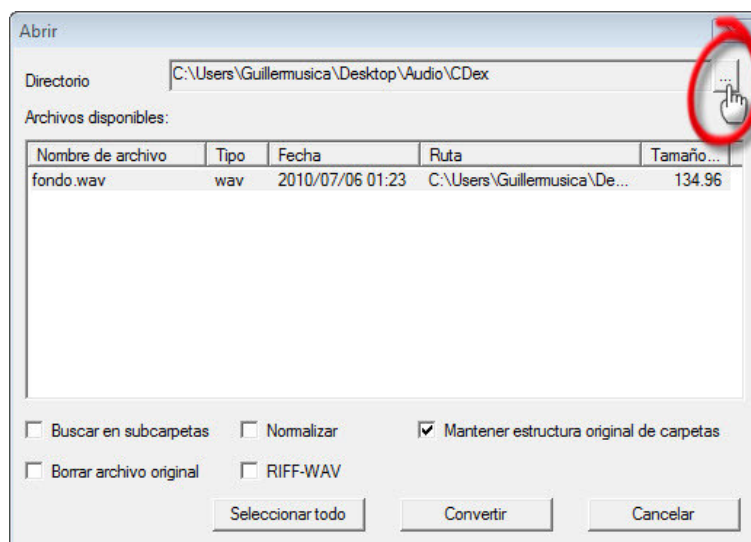 Abrir
Directorio C:\Users\Guillermusica\Desktop\Audio\CDex ...
Archivos disponibles:
Nombre de archivo Tipo Fecha Ruta Tamaño...
fondo.wav wav 2010/07/06 01:23 C:\Users\Guillermusica\De... 134.96
Buscar en subcarpetas Normalizar Mantener estructura original de carpetas
Borrar archivo original RIFF-WAV
Seleccionar todo Convertir Cancelar